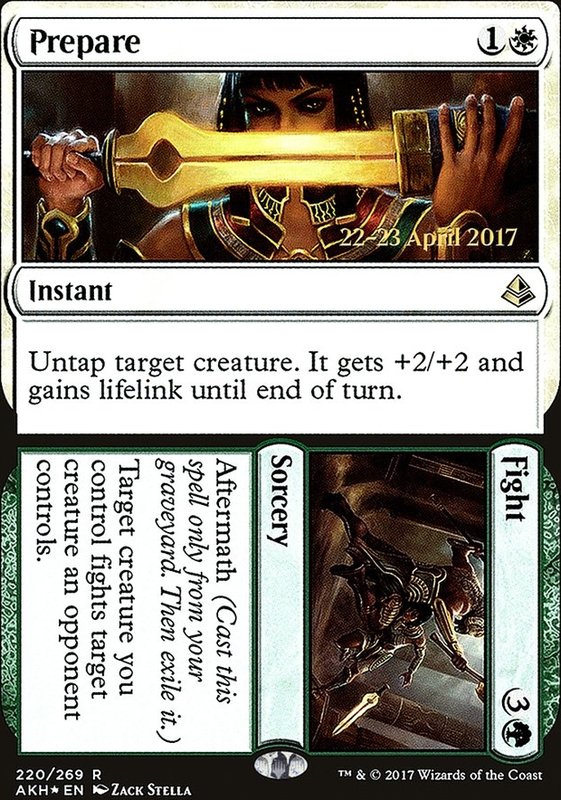 Prepare 1
22-23 April 2017
Instant
Untap target creature. It gets +2/+2 and
gains lifelink until end of turn.
Fight 3
Sorcery
Aftermath (Cast this
spell only from your
graveyard. Then exile it.)
Target creature you
control fights target
creature an opponent
controls.
220/269 R
AKH★EN ZACK STELLA
™ & © 2017 Wizards of the Coast